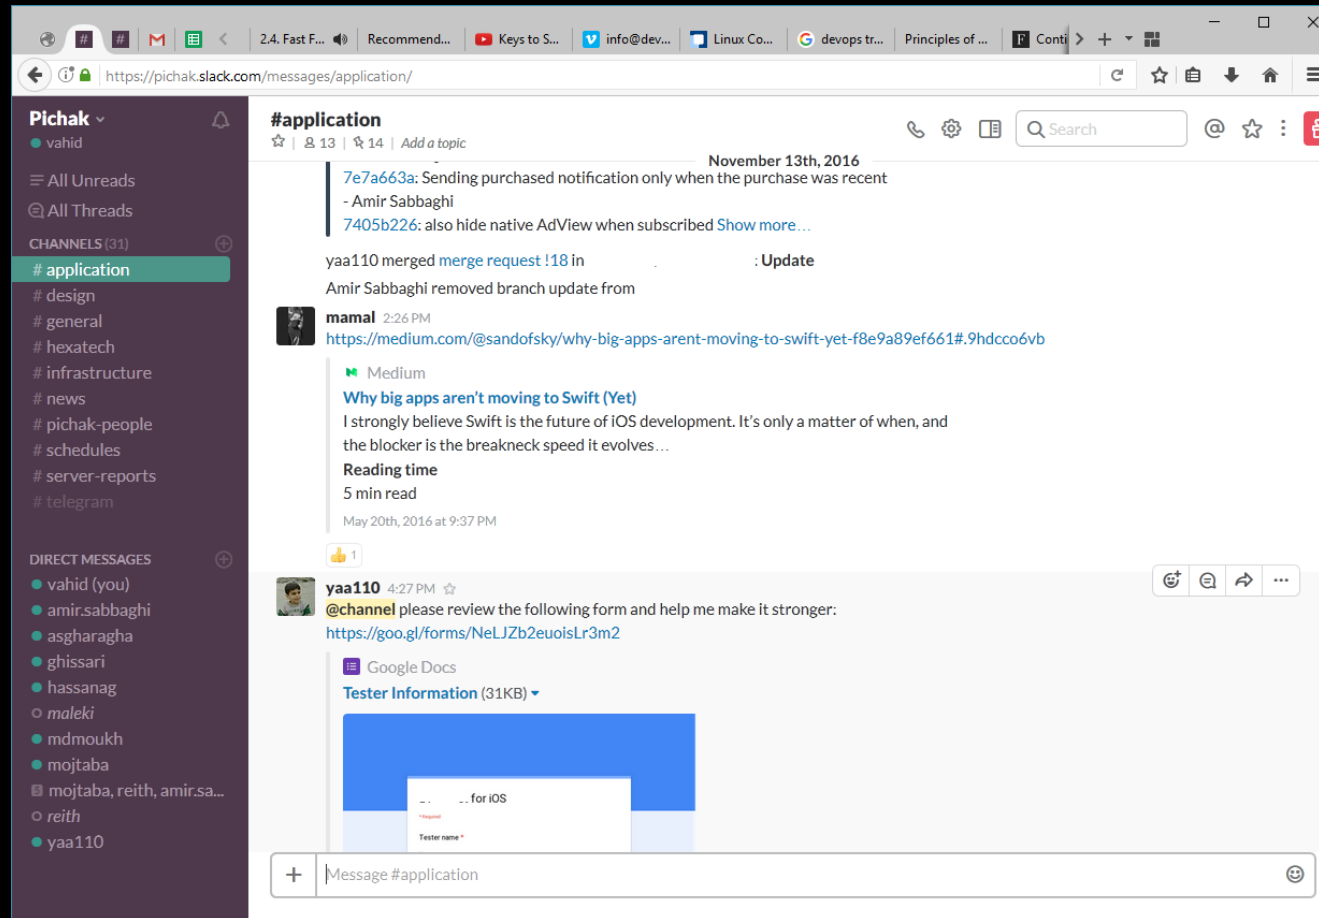 2.4. Fast F...
Recommend...
Keys to S...
info@dev...
Linux Co...
devops tr...
Principles of ...
Conti
https://pichak.slack.com/messages/application/
Pichak
vahid
All Unreads
All Threads
CHANNELS (31)
# application
# design
# general
# hexatech
# infrastructure
# news
# pichak-people
# schedules
# server-reports
# telegram
DIRECT MESSAGES
vahid (you)
amir.sabbaghi
asgharagha
ghissari
hassanag
maleki
mdmoukh
mojtaba
mojtaba, reith, amir.sa...
reith
yaa110
#application
13 | 14 | Add a topic
Search
November 13th, 2016
7e7a663a: Sending purchased notification only when the purchase was recent
- Amir Sabbaghi
7405b226: also hide native AdView when subscribed Show more...
yaa110 merged merge request !18 in : Update
Amir Sabbaghi removed branch update from
mamal 2:26 PM
https://medium.com/@sandofsky/why-big-apps-arent-moving-to-swift-yet-f8e9a89ef661#.9hdcco6vb
Medium
Why big apps aren't moving to Swift (Yet)
I strongly believe Swift is the future of iOS development. It's only a matter of when, and
the blocker is the breakneck speed it evolves...
Reading time
5 min read
May 20th, 2016 at 9:37 PM
1
yaa110 4:27 PM
@channel please review the following form and help me make it stronger:
https://goo.gl/forms/NeLJZb2euoisLr3m2
Google Docs
Tester Information (31KB)
for iOS
*Required
Tester name *
Message #application